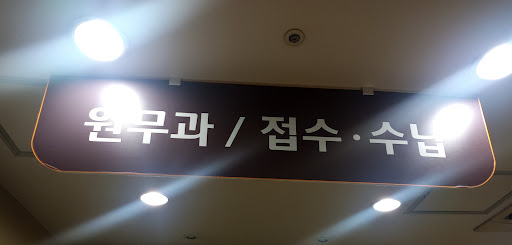 원무과 / 접수 · 수납